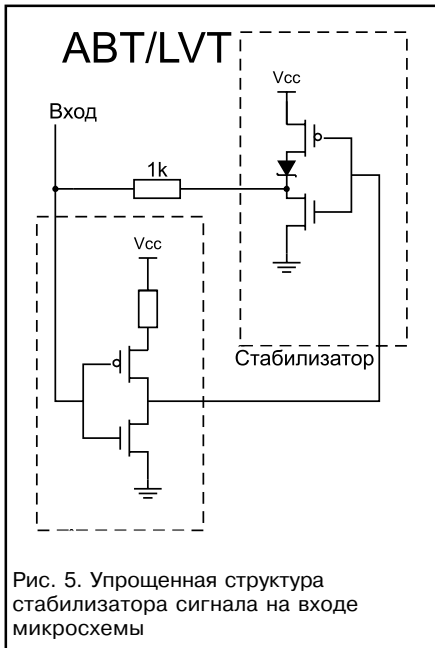 ABT/LVT
Vcc
Вход
1k
Vcc
Стабилизатор
Рис. 5. Упрощенная структура
стабилизатора сигнала на входе
микросхемы